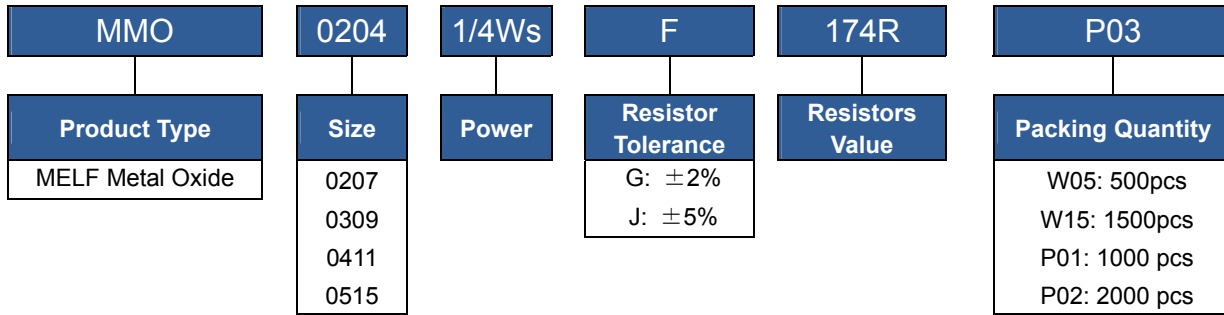 MMO 0204 1/4Ws F 174R P03
Product Type
MELF Metal Oxide
Size
0207
0309
0411
0515
Power
Resistor
Tolerance
G: ±2%
J: ±5%
Resistors
Value
Packing Quantity
W05: 500pcs
W15: 1500pcs
P01: 1000 pcs
P02: 2000 pcs